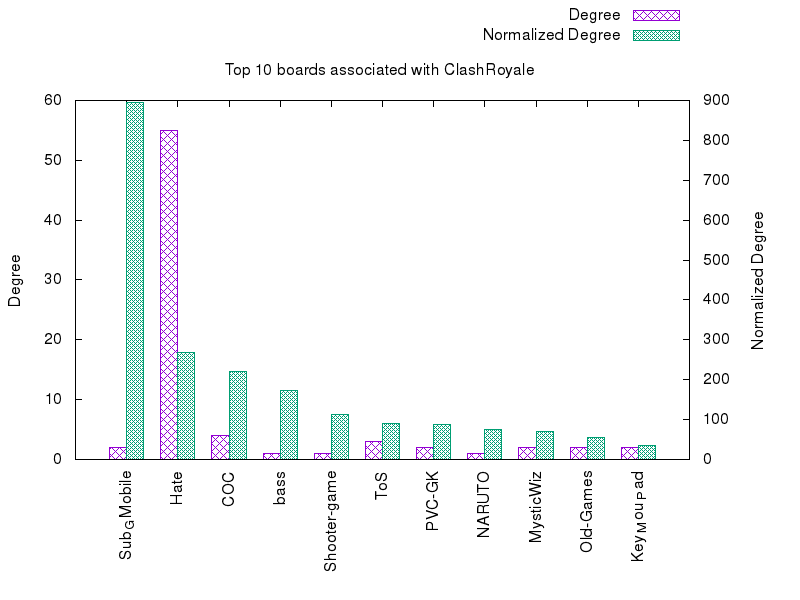 Degree
Normalized Degree
Top 10 boards associated with ClashRoyale
60
50
40
30
20
10
0
900
800
700
600
500
400
300
200
100
0
Degree
Normalized Degree
SubGMobile
Hate
COC
bass
Shooter-game
ToS
PVC-GK
NARUTO
MysticWiz
Old-Games
KeyMouPad